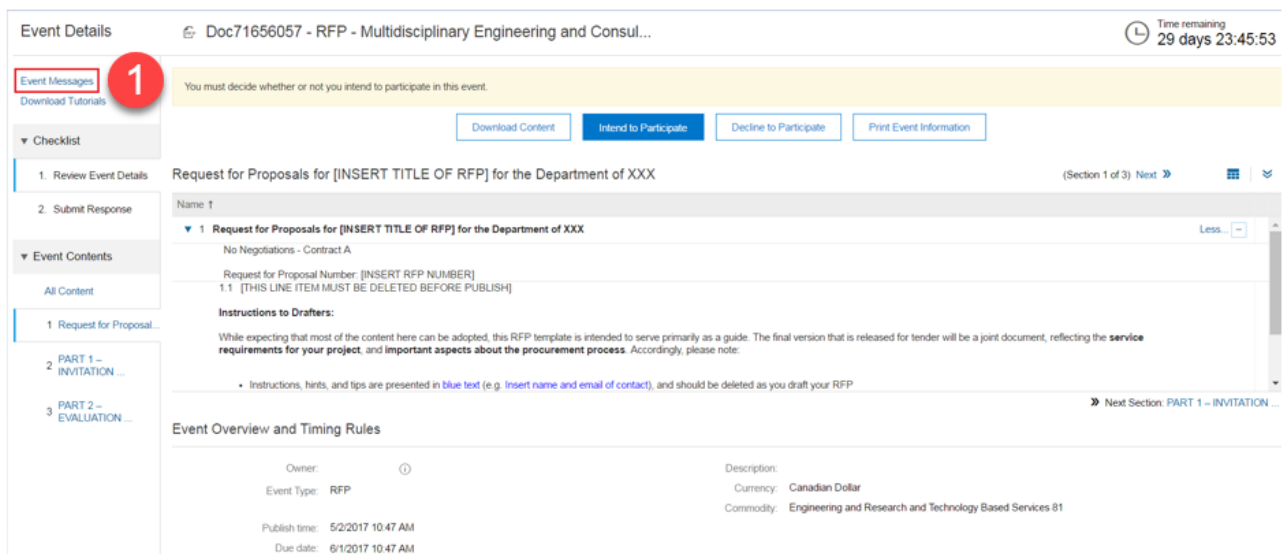 Event Details
Doc71656057 - RFP - Multidisciplinary Engineering and Consul...
Time remaining
29 days 23:45:53
Event Messages
1
Download Tutorials
You must decide whether or not you intend to participate in this event.
Download Content
Intend to Participate
Decline to Participate
Print Event Information
▼ Checklist
1. Review Event Details
2. Submit Response
▼ Event Contents
All Content
1 Request for Proposal...
2 PART 1 –
INVITATION ...
3 PART 2 –
EVALUATION ...
Request for Proposals for [INSERT TITLE OF RFP] for the Department of XXX
(Section 1 of 3) Next »
Name ↑
▼ 1 Request for Proposals for [INSERT TITLE OF RFP] for the Department of XXX
Less... –
No Negotiations - Contract A
Request for Proposal Number: [INSERT RFP NUMBER]
1.1 [THIS LINE ITEM MUST BE DELETED BEFORE PUBLISH]
Instructions to Drafters:
While expecting that most of the content here can be adopted, this RFP template is intended to serve primarily as a guide. The final version that is released for tender will be a joint document, reflecting the service
requirements for your project, and important aspects about the procurement process. Accordingly, please note:
• Instructions, hints, and tips are presented in blue text (e.g. Insert name and email of contact), and should be deleted as you draft your RFP
» Next Section: PART 1 – INVITATION ...
Event Overview and Timing Rules
Owner:
Event Type: RFP
Publish time: 5/2/2017 10:47 AM
Due date: 6/1/2017 10:47 AM
Description:
Currency: Canadian Dollar
Commodity: Engineering and Research and Technology Based Services 81